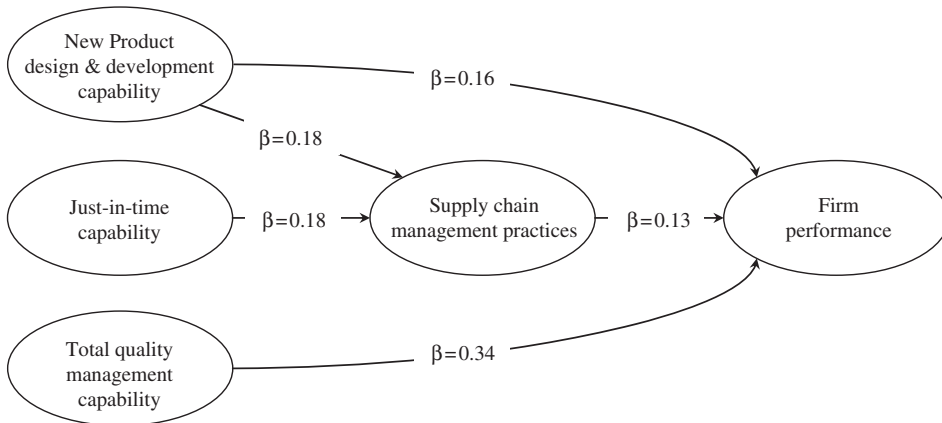 New Product
design & development
capability
β=0.16
β=0.18
Just-in-time
capability
β=0.18
Supply chain
management practices
β=0.13
Firm
performance
Total quality
management
capability
β=0.34